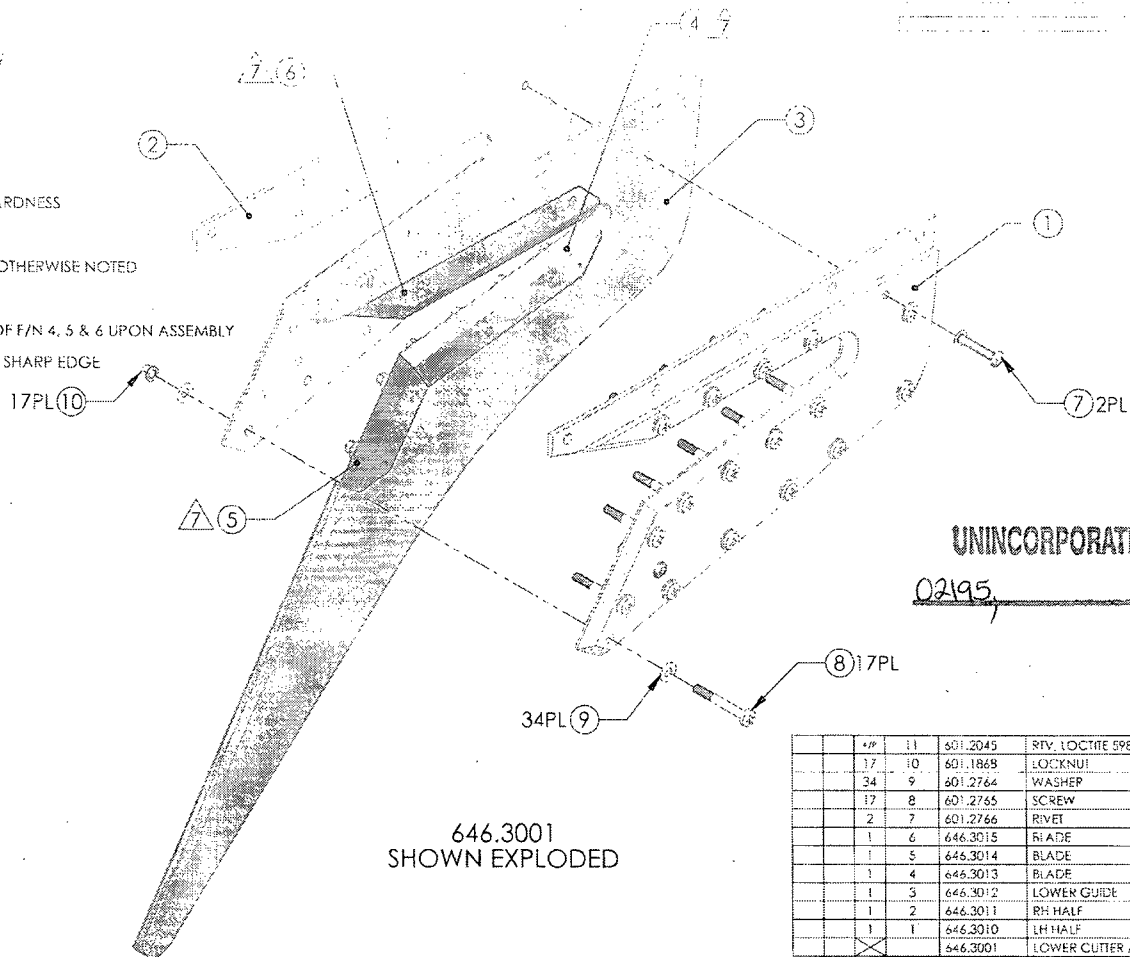 4 7
7 6
2
3
ARDNESS
1
OTHERWISE NOTED
OF F/N 4, 5 & 6 UPON ASSEMBLY
SHARP EDGE
17PL 10
7 2PL
7 5
UNINCORPORAT
02195,
8 17PL
34PL 9
646.3001
SHOWN EXPLODED
A/R 11 601.2045 RTV, LOCTITE 598
17 10 601.1868 LOCKNUT
34 9 601.2764 WASHER
17 8 601.2765 SCREW
2 7 601.2766 RIVET
1 6 646.3015 BLADE
1 5 646.3014 BLADE
1 4 646.3013 BLADE
1 3 646.3012 LOWER GUIDE
1 2 646.3011 RH HALF
1 1 646.3010 LH HALF
646.3001 LOWER CUTTER